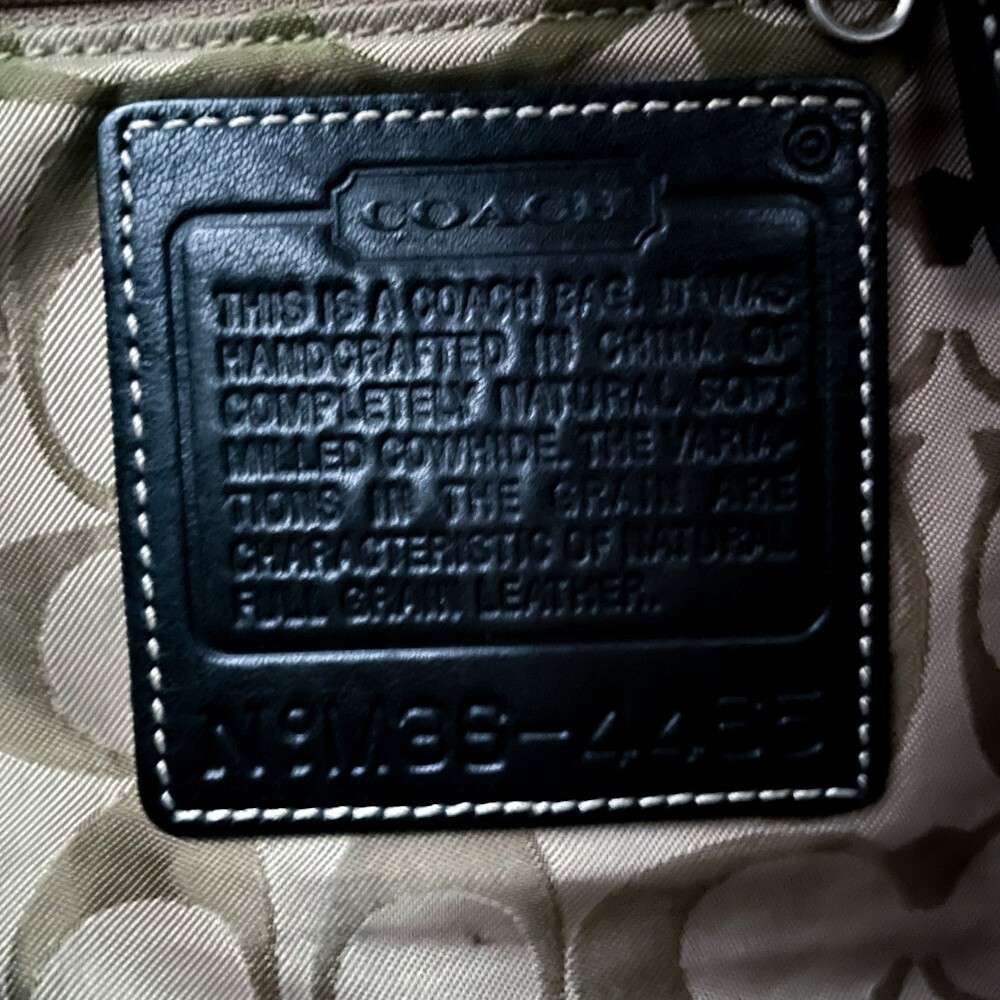 COACH
THIS IS A COACH BAG. IT WAS
HANDCRAFTED IN CHINA OF
COMPLETELY NATURAL SOFT
MILLED COWHIDE. THE VARIA-
TIONS IN THE GRAIN ARE
CHARACTERISTIC OF NATURAL
FULL GRAIN LEATHER.